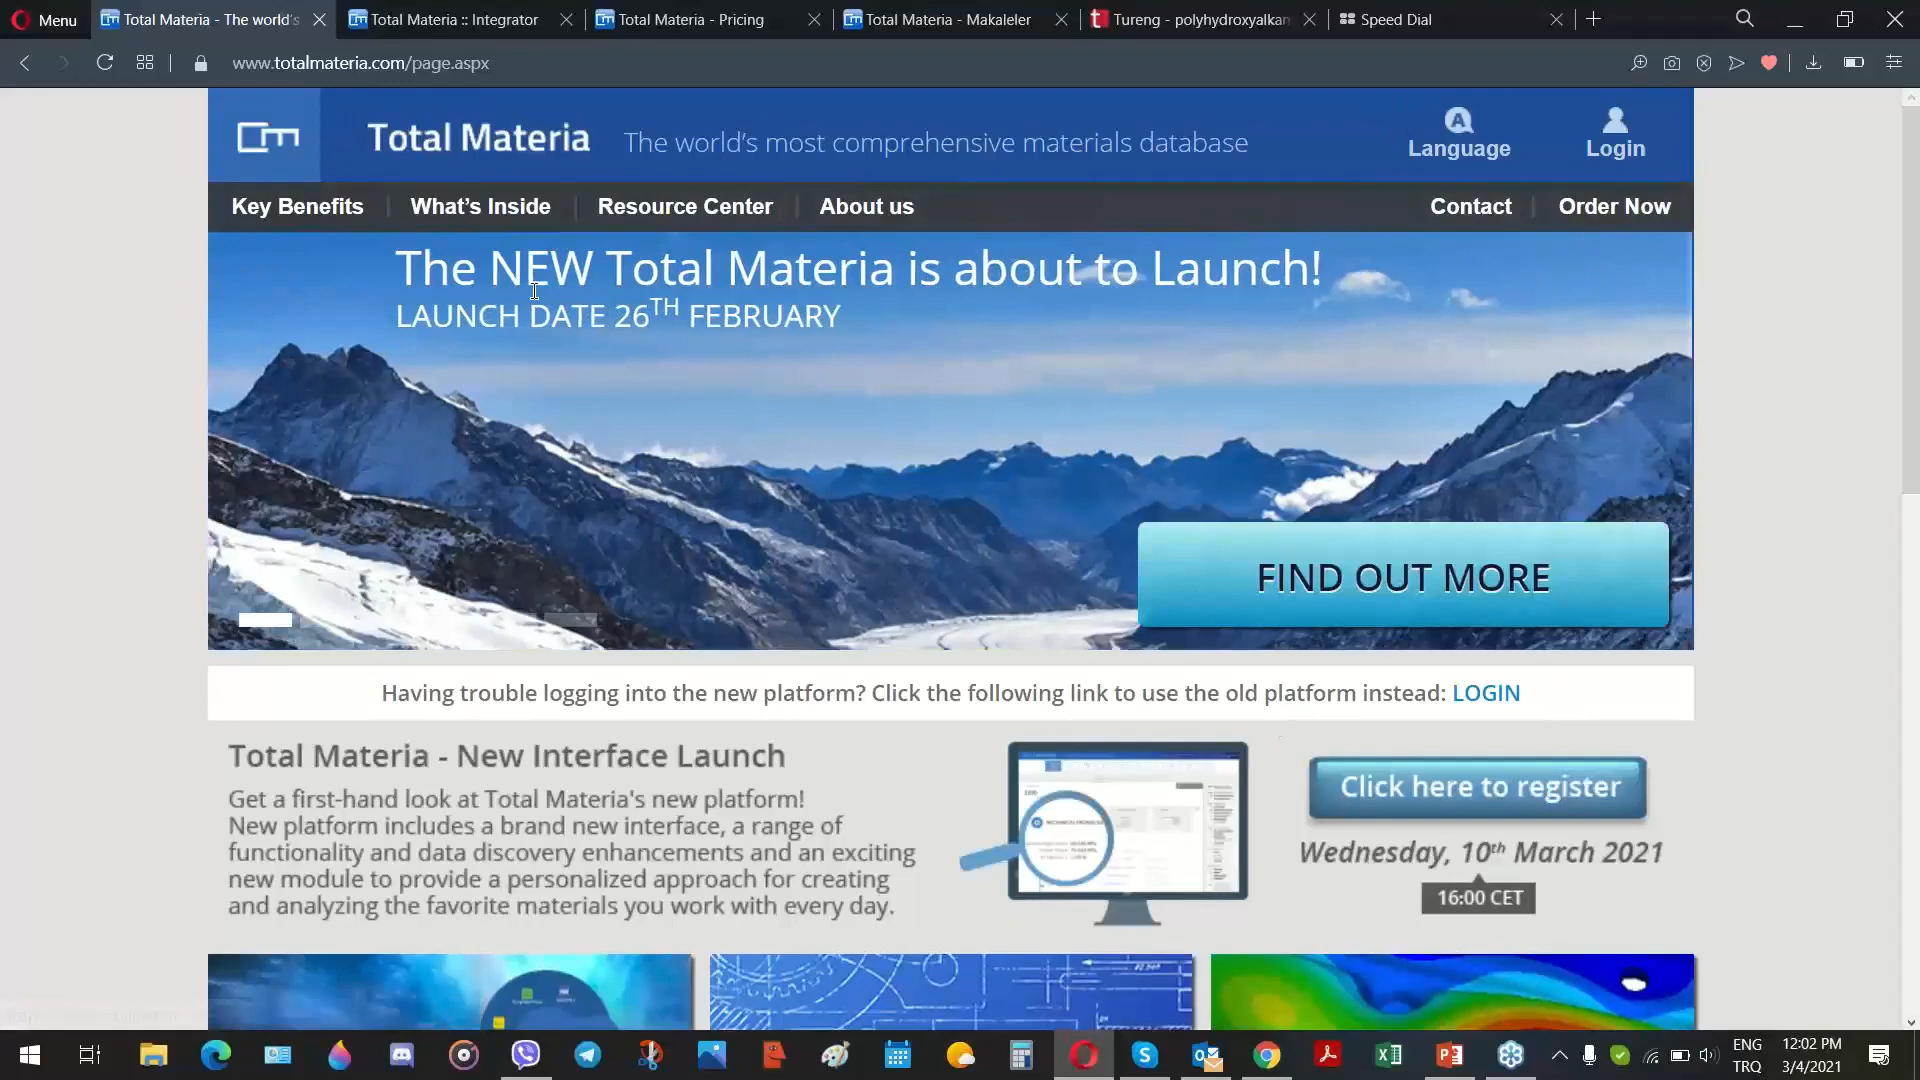 Menu
Total Materia - The world's
Total Materia :: Integrator
Total Materia - Pricing
Total Materia - Makaleler
Tureng - polyhydroxyalkan
Speed Dial
www.totalmateria.com/page.aspx
Total Materia
The world's most comprehensive materials database
Language
Login
Key Benefits
What's Inside
Resource Center
About us
Contact
Order Now
The NEW Total Materia is about to Launch!
LAUNCH DATE 26TH FEBRUARY
FIND OUT MORE
Having trouble logging into the new platform? Click the following link to use the old platform instead: LOGIN
Total Materia - New Interface Launch
Get a first-hand look at Total Materia's new platform!
New platform includes a brand new interface, a range of
functionality and data discovery enhancements and an exciting
new module to provide a personalized approach for creating
and analyzing the favorite materials you work with every day.
Click here to register
Wednesday, 10th March 2021
16:00 CET
ENG
TRQ
12:02 PM
3/4/2021